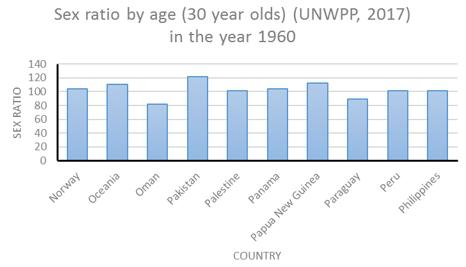 Sex ratio by age (30 year olds) (UNWPP, 2017)
in the year 1960
140
120
100
80
60
40
20
0
SEX RATIO
Norway
Oceania
Oman
Pakistan
Palestine
Panama
Papua New Guinea
Paraguay
Peru
Philippines
COUNTRY